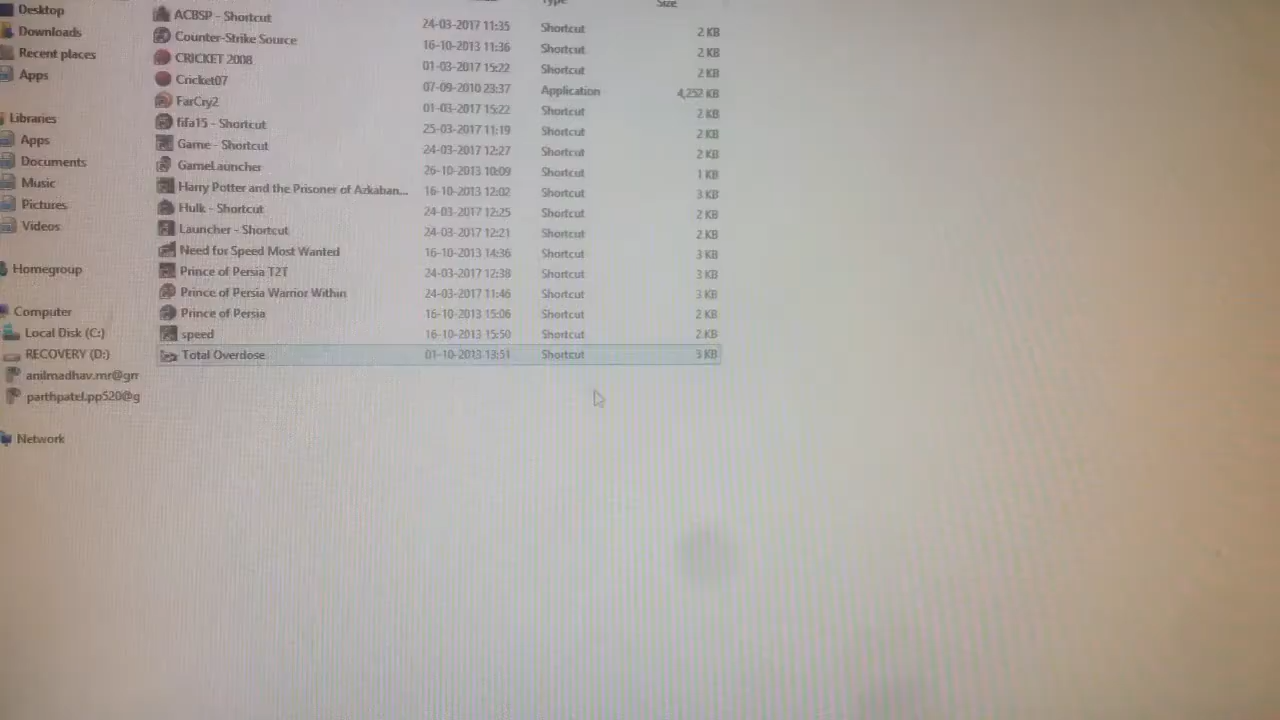 Desktop
Downloads
Recent places
Apps
Libraries
Apps
Documents
Music
Pictures
Videos
Homegroup
Computer
Local Disk (C:)
RECOVERY (D:)
anilmadhav.mr@gm
parthpatel.pp520@g
Network
Type Size
ACBSP - Shortcut 24-03-2017 11:35 Shortcut 2 KB
Counter-Strike Source 16-10-2013 11:36 Shortcut 2 KB
CRICKET 2008 01-03-2017 15:22 Shortcut 2 KB
Cricket07 07-09-2010 23:37 Application 4,252 KB
FarCry2 01-03-2017 15:22 Shortcut 2 KB
fifa15 - Shortcut 25-03-2017 11:19 Shortcut 2 KB
Game - Shortcut 24-03-2017 12:27 Shortcut 2 KB
GameLauncher 26-10-2013 10:09 Shortcut 1 KB
Harry Potter and the Prisoner of Azkaban... 16-10-2013 12:02 Shortcut 3 KB
Hulk - Shortcut 24-03-2017 12:25 Shortcut 2 KB
Launcher - Shortcut 24-03-2017 12:21 Shortcut 2 KB
Need for Speed Most Wanted 16-10-2013 14:36 Shortcut 3 KB
Prince of Persia T2T 24-03-2017 12:38 Shortcut 3 KB
Prince of Persia Warrior Within 24-03-2017 11:46 Shortcut 3 KB
Prince of Persia 16-10-2013 15:06 Shortcut 2 KB
speed 16-10-2013 15:50 Shortcut 2 KB
Total Overdose 01-10-2013 13:51 Shortcut 3 KB